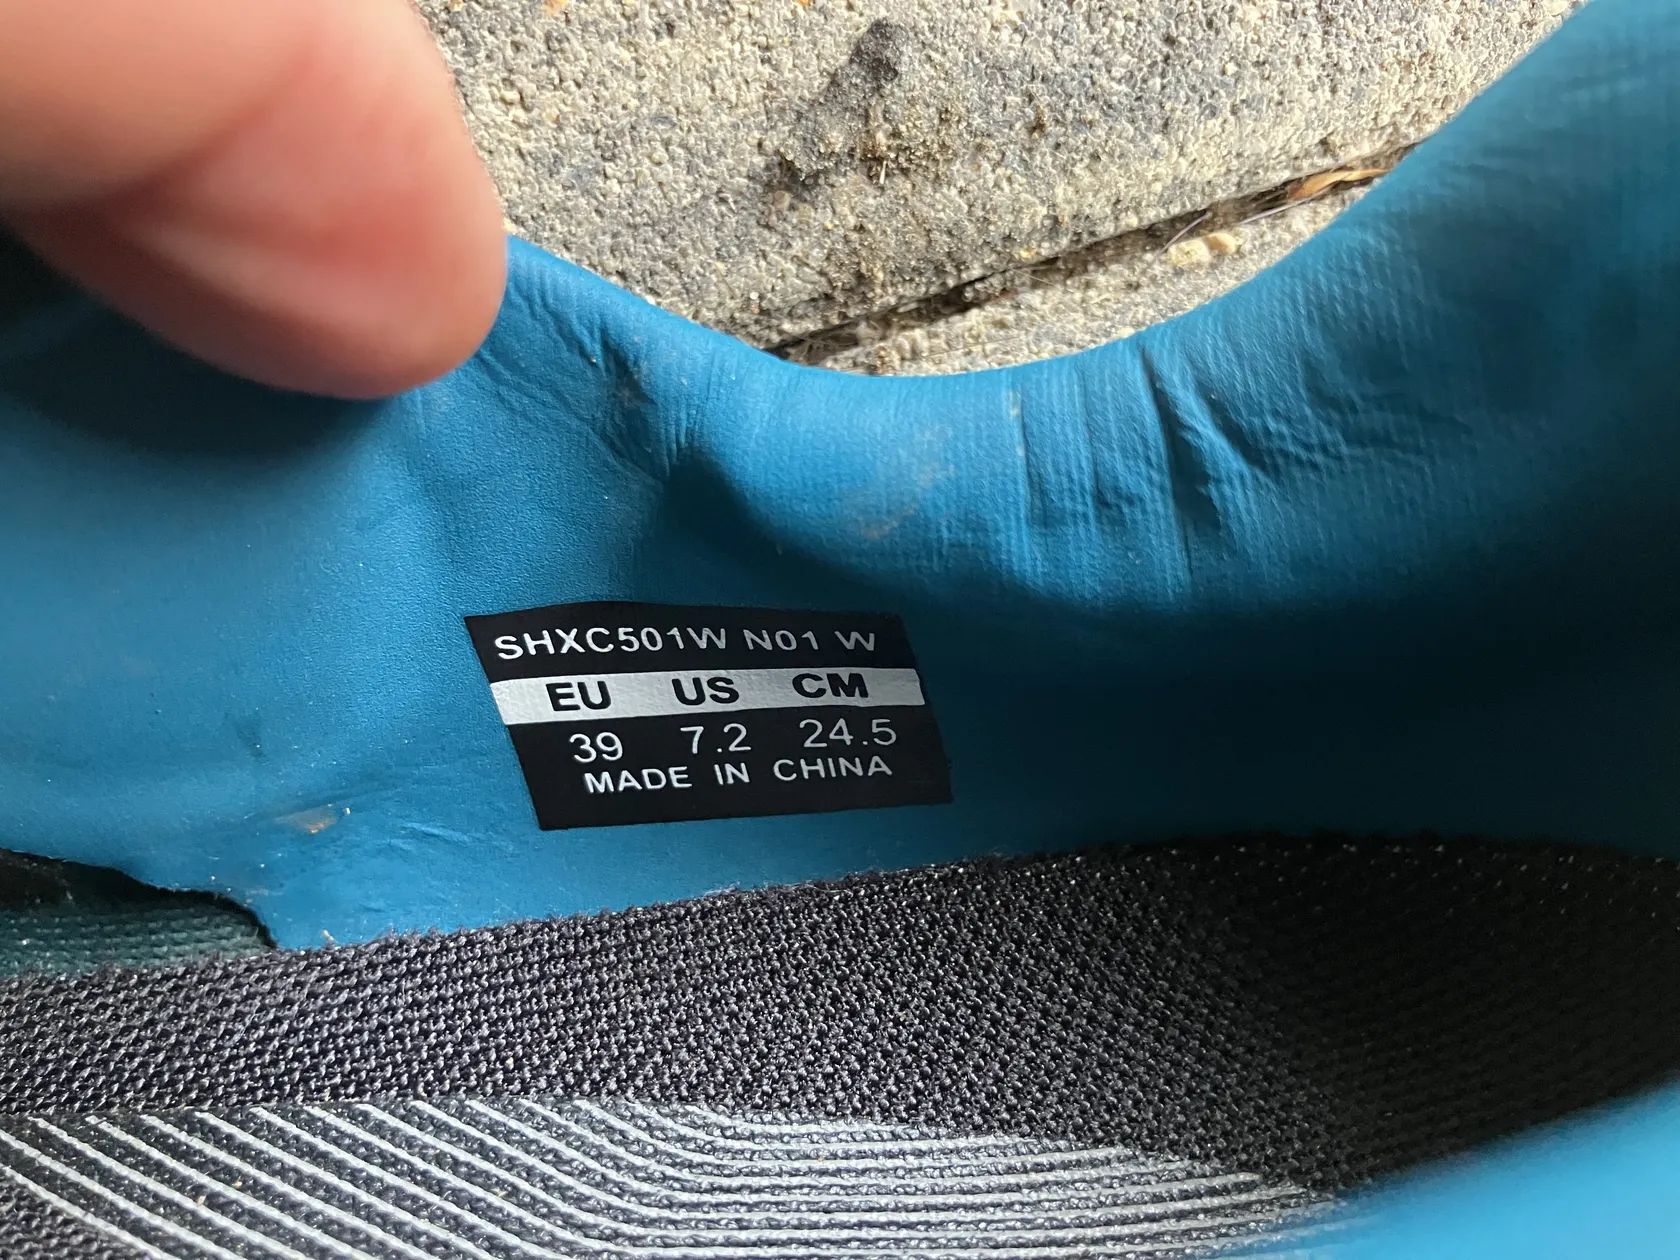 SHXC501W N01 W
EU US CM
39 7.2 24.5
MADE IN CHINA